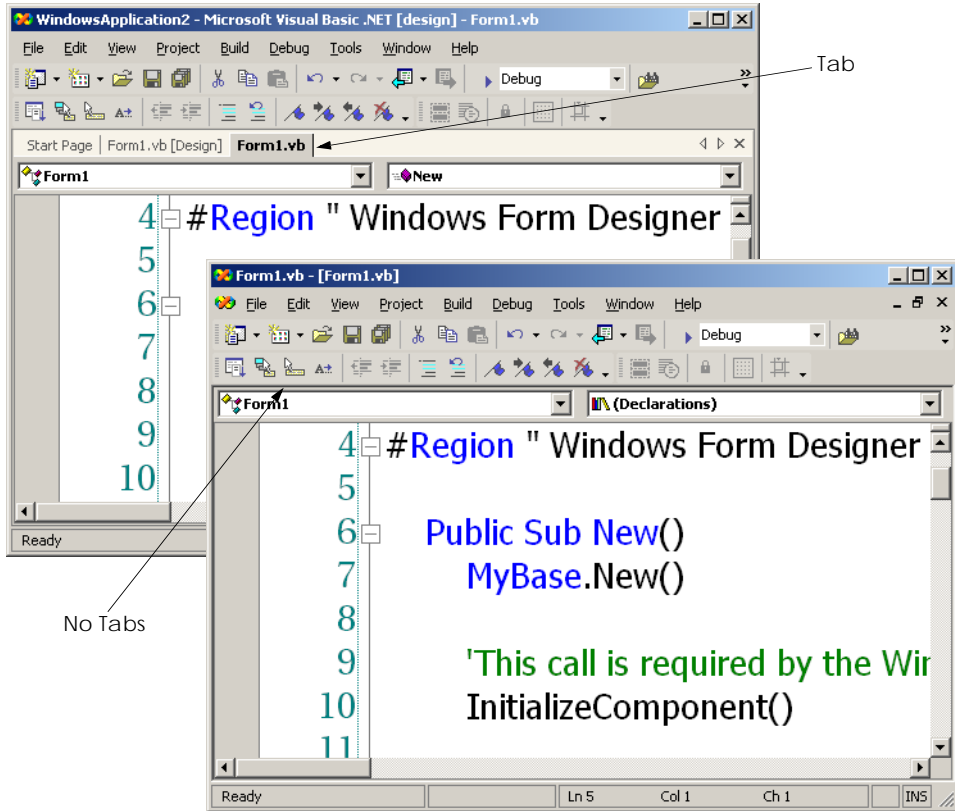 WindowsApplication2 - Microsoft Visual Basic .NET [design] - Form1.vb
File Edit View Project Build Debug Tools Window Help
Debug
Tab
Start Page Form1.vb [Design] Form1.vb
Form1 New
4 #Region " Windows Form Designer
5
6
7
8
9
10
Ready
Form1.vb - [Form1.vb]
File Edit View Project Build Debug Tools Window Help
Debug
Form1 (Declarations)
4 #Region " Windows Form Designer
5
6 Public Sub New()
7 MyBase.New()
8
9 'This call is required by the Wir
10 InitializeComponent()
11
Ready Ln 5 Col 1 Ch 1 INS
No Tabs